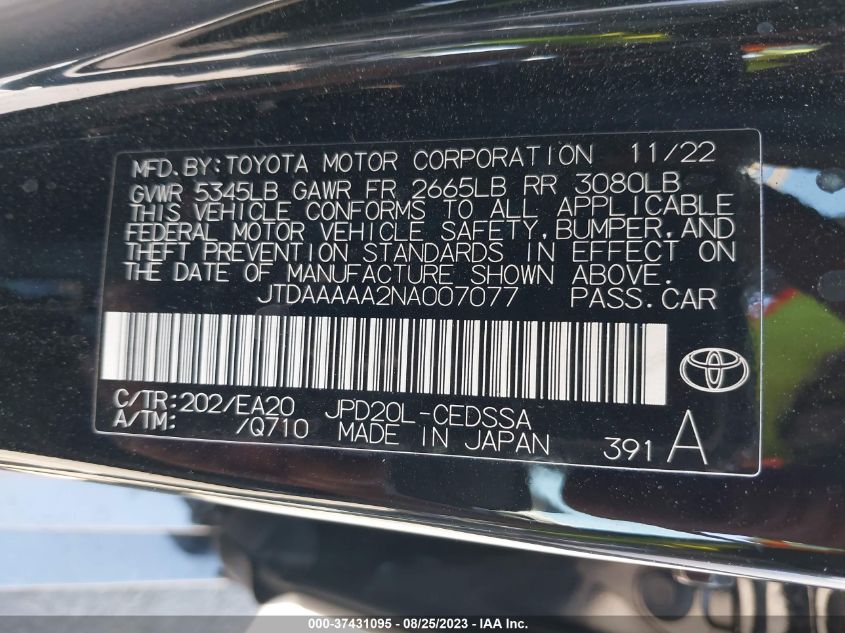 MFD.BY:TOYOTA MOTOR CORPORATION 11/22
GVWR 5345LB GAWR FR 2665LB RR 3080LB
THIS VEHICLE CONFORMS TO ALL APPLICABLE
FEDERAL MOTOR VEHICLE SAFETY,BUMPER,AND
THEFT PREVENTION STANDARDS IN EFFECT ON
THE DATE OF MANUFACTURE SHOWN ABOVE.
JTDAAAAAA2NA007077 PASS.CAR
C/TR:202/EA20 JPD20L-CEDSSA
A/TM: /Q710 MADE IN JAPAN 391 A
000-37431095 - 08/25/2023 - IAA Inc.